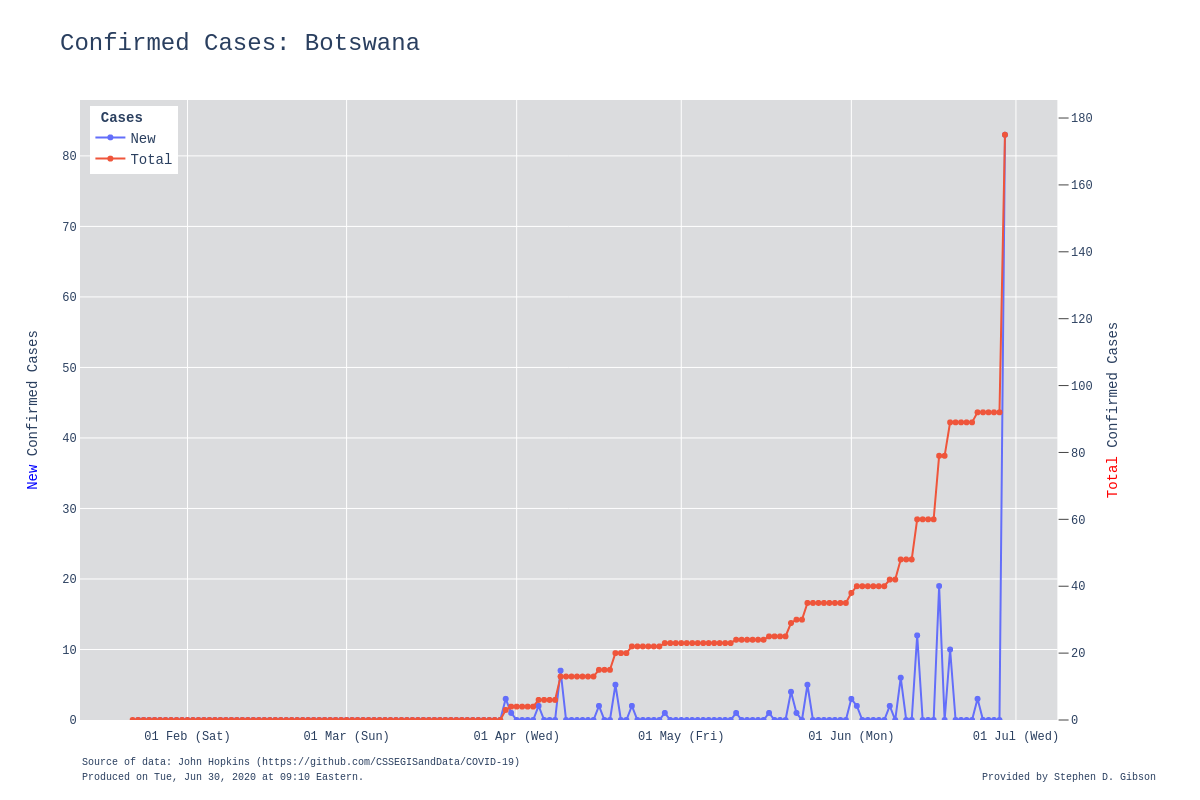 Confirmed Cases: Botswana
Cases
New
Total
80
70
60
50
40
30
20
10
0
New Confirmed Cases
180
160
140
120
100
80
60
40
20
0
Total Confirmed Cases
01 Feb (Sat)
01 Mar (Sun)
01 Apr (Wed)
01 May (Fri)
01 Jun (Mon)
01 Jul (Wed)
Source of data: John Hopkins (https://github.com/CSSEGISandData/COVID-19)
Produced on Tue, Jun 30, 2020 at 09:10 Eastern.
Provided by Stephen D. Gibson